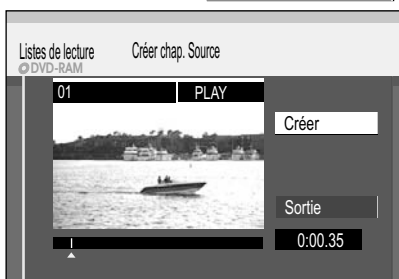 Listes de lecture Créer chap. Source
DVD-RAM
01 PLAY
Créer
Sortie
0:00.35